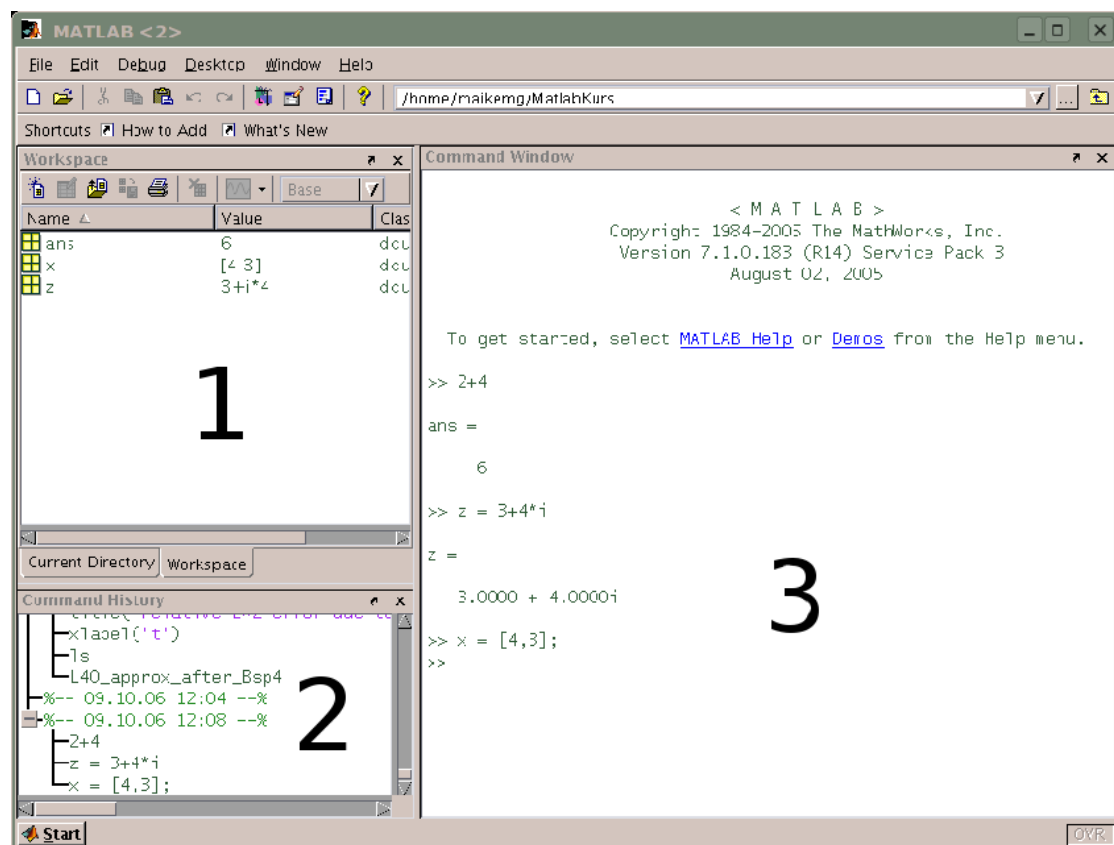 MATLAB <2>
File Edit Debug Desktop Window Help
/home/maikemg/MatlabKurs
...
Shortcuts How to Add What's New
Workspace
Base
Name Value Clas
ans 6 dou
x [4 3] dou
z 3+i*4 dou
1
Current Directory Workspace
Command History
xlabel('t')
ls
L40_approx_after_Bsp4
%-- 09.10.06 12:04 --%
%-- 09.10.06 12:08 --%
2+4
z = 3+4*i
x = [4,3];
2
Command Window
< M A T L A B >
Copyright 1984-2005 The MathWorks, Inc.
Version 7.1.0.183 (R14) Service Pack 3
August 02, 2005
To get started, select MATLAB Help or Demos from the Help menu.
>> 2+4
ans =
6
>> z = 3+4*i
z =
3.0000 + 4.0000i
>> x = [4,3];
>>
3
Start
OVR